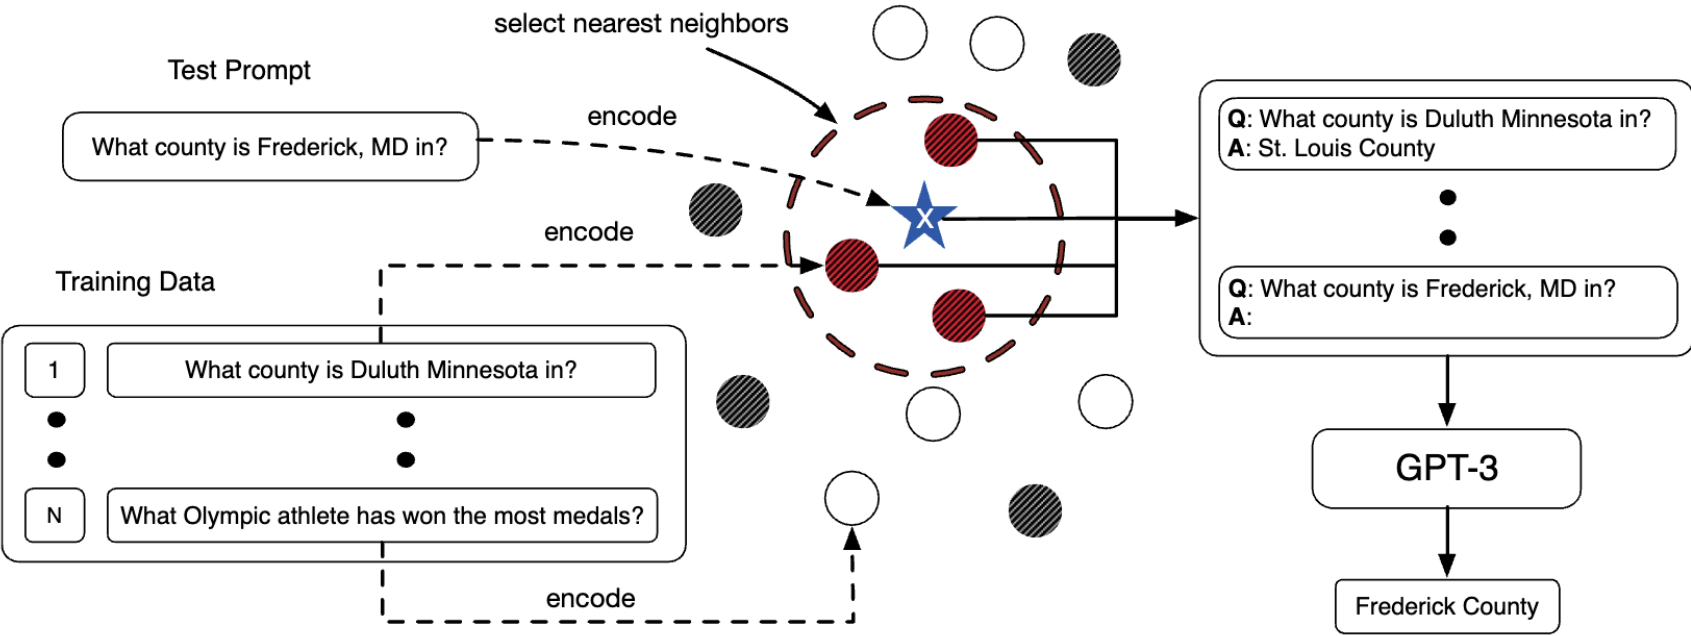 select nearest neighbors
Test Prompt
encode
What county is Frederick, MD in?
X
encode
Training Data
1
What county is Duluth Minnesota in?
N
What Olympic athlete has won the most medals?
encode
Q: What county is Duluth Minnesota in?
A: St. Louis County
Q: What county is Frederick, MD in?
A:
GPT-3
Frederick County